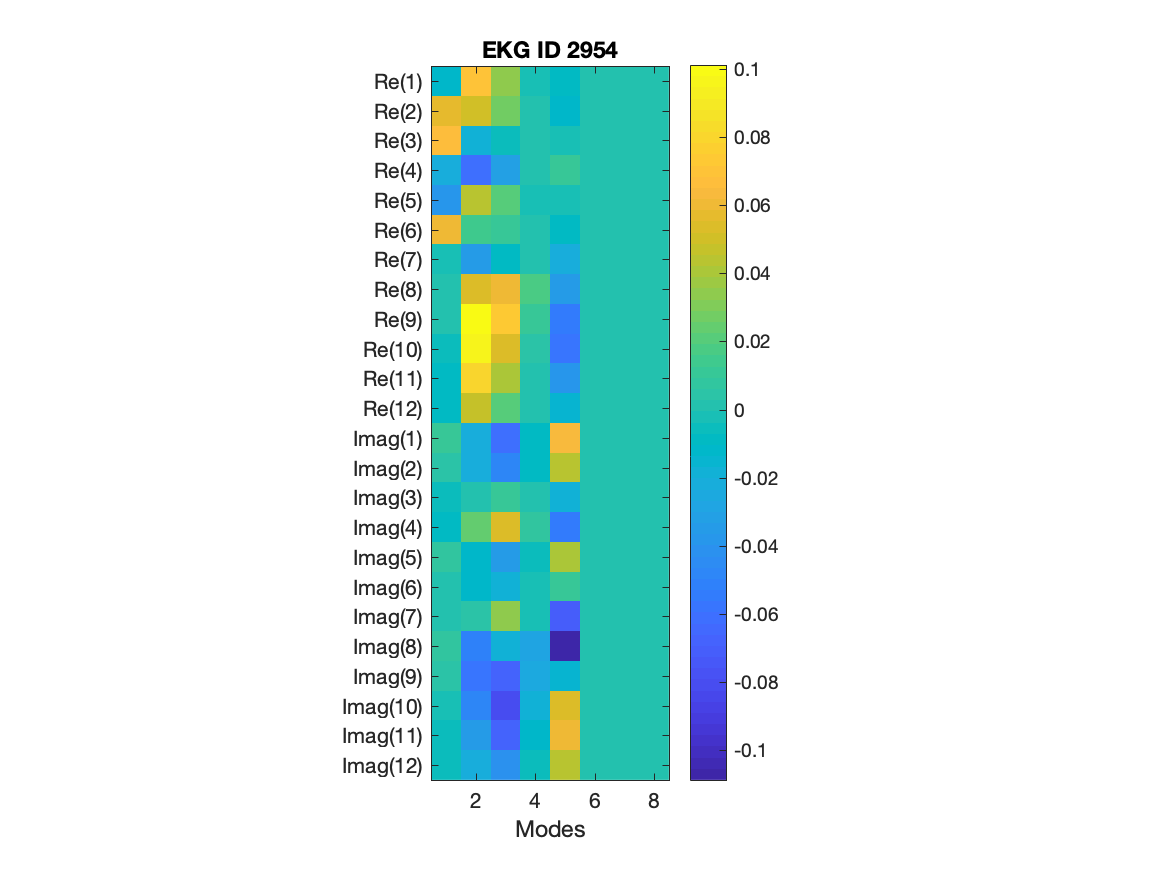 EKG ID 2954
Re(1)
Re(2)
Re(3)
Re(4)
Re(5)
Re(6)
Re(7)
Re(8)
Re(9)
Re(10)
Re(11)
Re(12)
Imag(1)
Imag(2)
Imag(3)
Imag(4)
Imag(5)
Imag(6)
Imag(7)
Imag(8)
Imag(9)
Imag(10)
Imag(11)
Imag(12)
2 4 6 8
Modes
0.1
0.08
0.06
0.04
0.02
0
-0.02
-0.04
-0.06
-0.08
-0.1